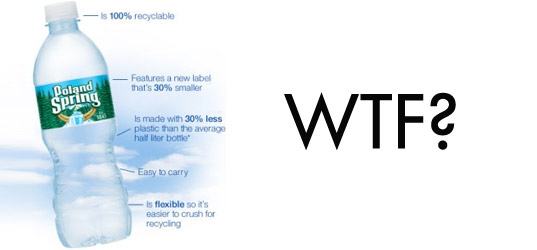 Is 100% recyclable
Features a new label
that's 30% smaller
Poland
Spring
Is made with 30% less
plastic than the average
half liter bottle*
Easy to carry
Is flexible so it's
easier to crush for
recycling
WTF?